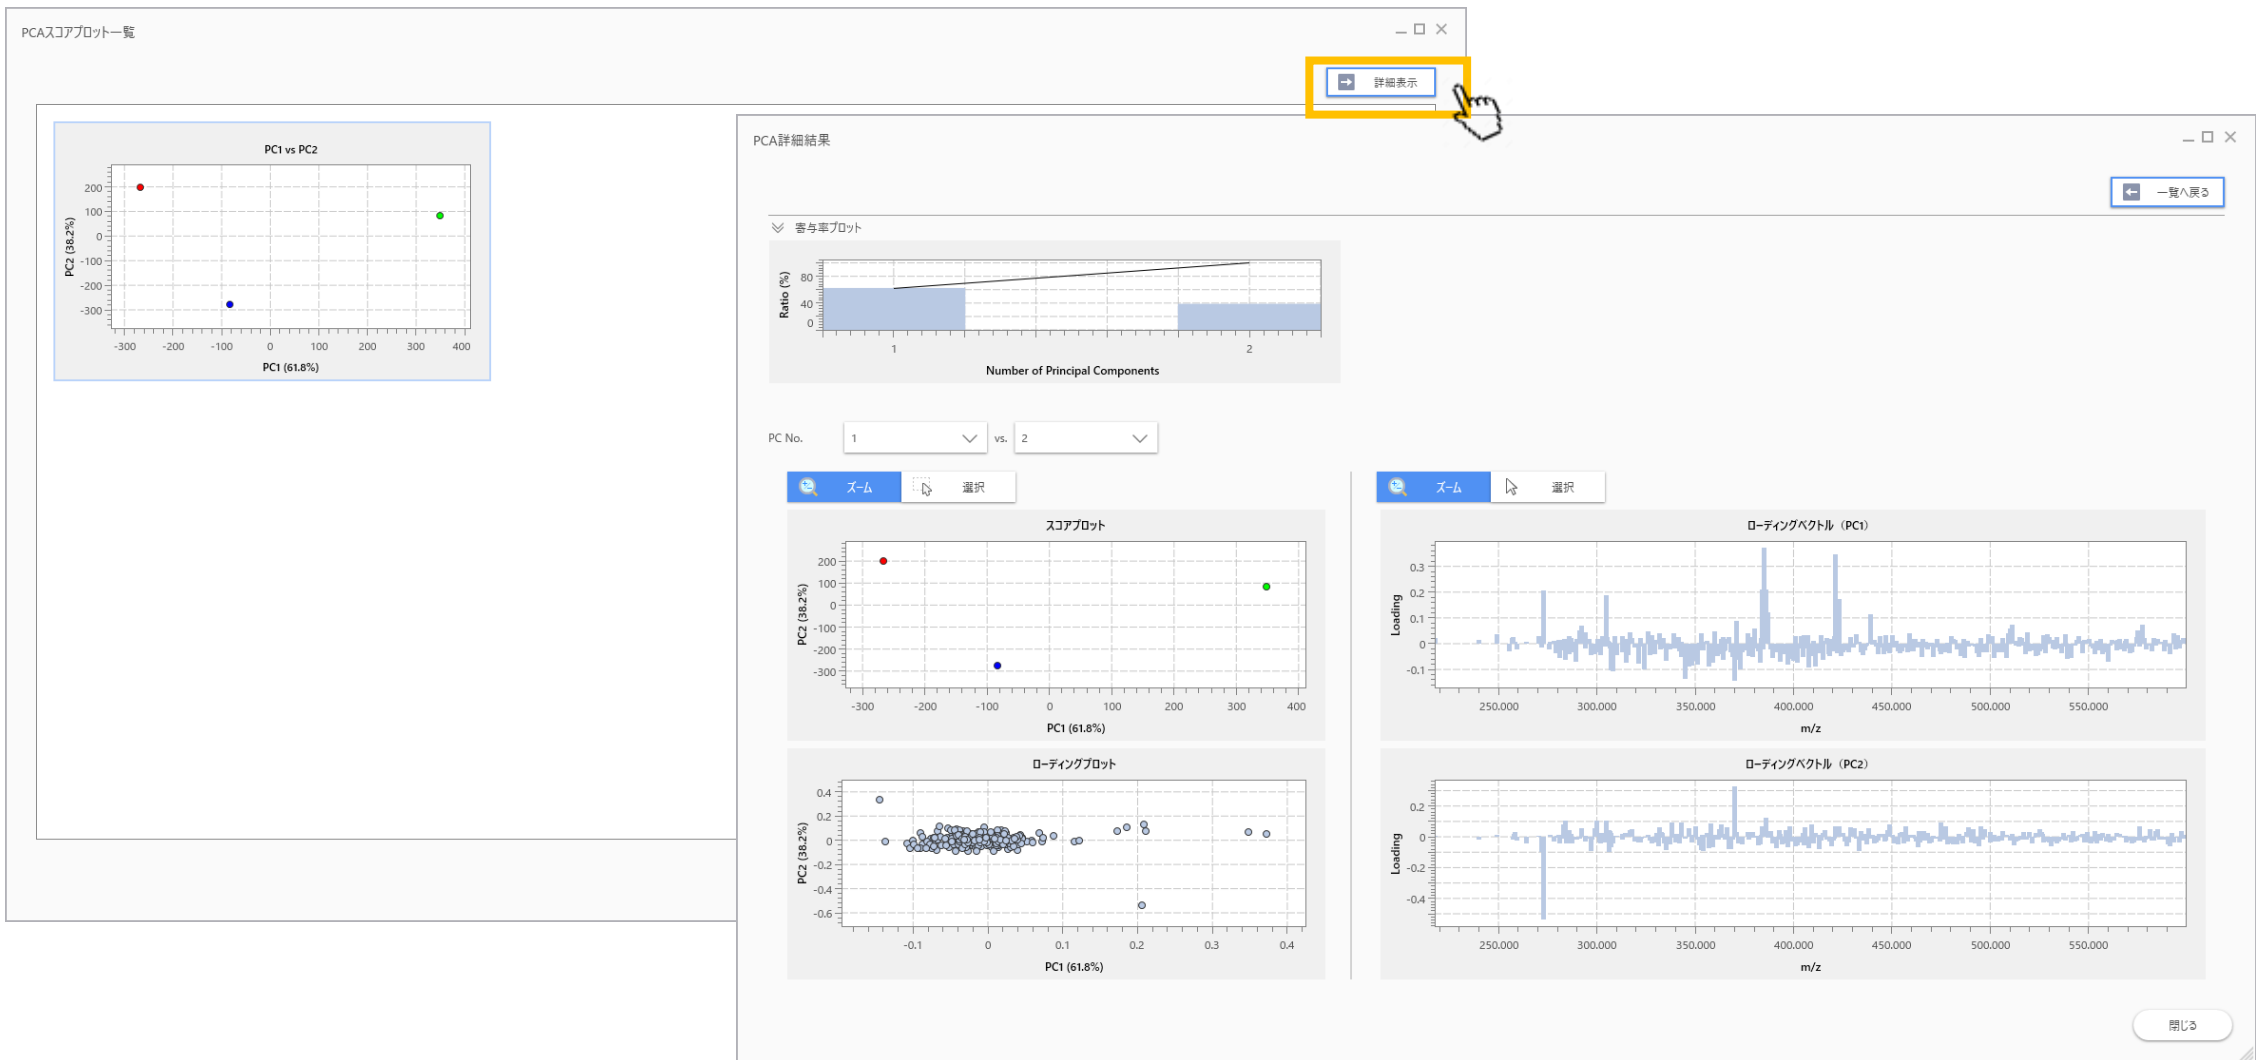 PCAスコアプロット一覧
詳細表示
PC1 vs PC2
PC2 (38.2%)
200
100
0
-100
-200
-300
-300 -200 -100 0 100 200 300 400
PC1 (61.8%)
PCA詳細結果
一覧へ戻る
寄与率プロット
Ratio (%)
80
40
0
1 2
Number of Principal Components
PC No. 1 vs. 2
ズーム 選択
スコアプロット
PC2 (38.2%)
200
100
0
-100
-200
-300
-300 -200 -100 0 100 200 300 400
PC1 (61.8%)
ローディングプロット
PC2 (38.2%)
0.4
0.2
0
-0.2
-0.4
-0.6
-0.1 0 0.1 0.2 0.3 0.4
PC1 (61.8%)
ズーム 選択
ローディングベクトル（PC1）
Loading
0.3
0.2
0.1
0
-0.1
250.000 300.000 350.000 400.000 450.000 500.000 550.000
m/z
ローディングベクトル（PC2）
Loading
0.2
0
-0.2
-0.4
250.000 300.000 350.000 400.000 450.000 500.000 550.000
m/z
閉じる